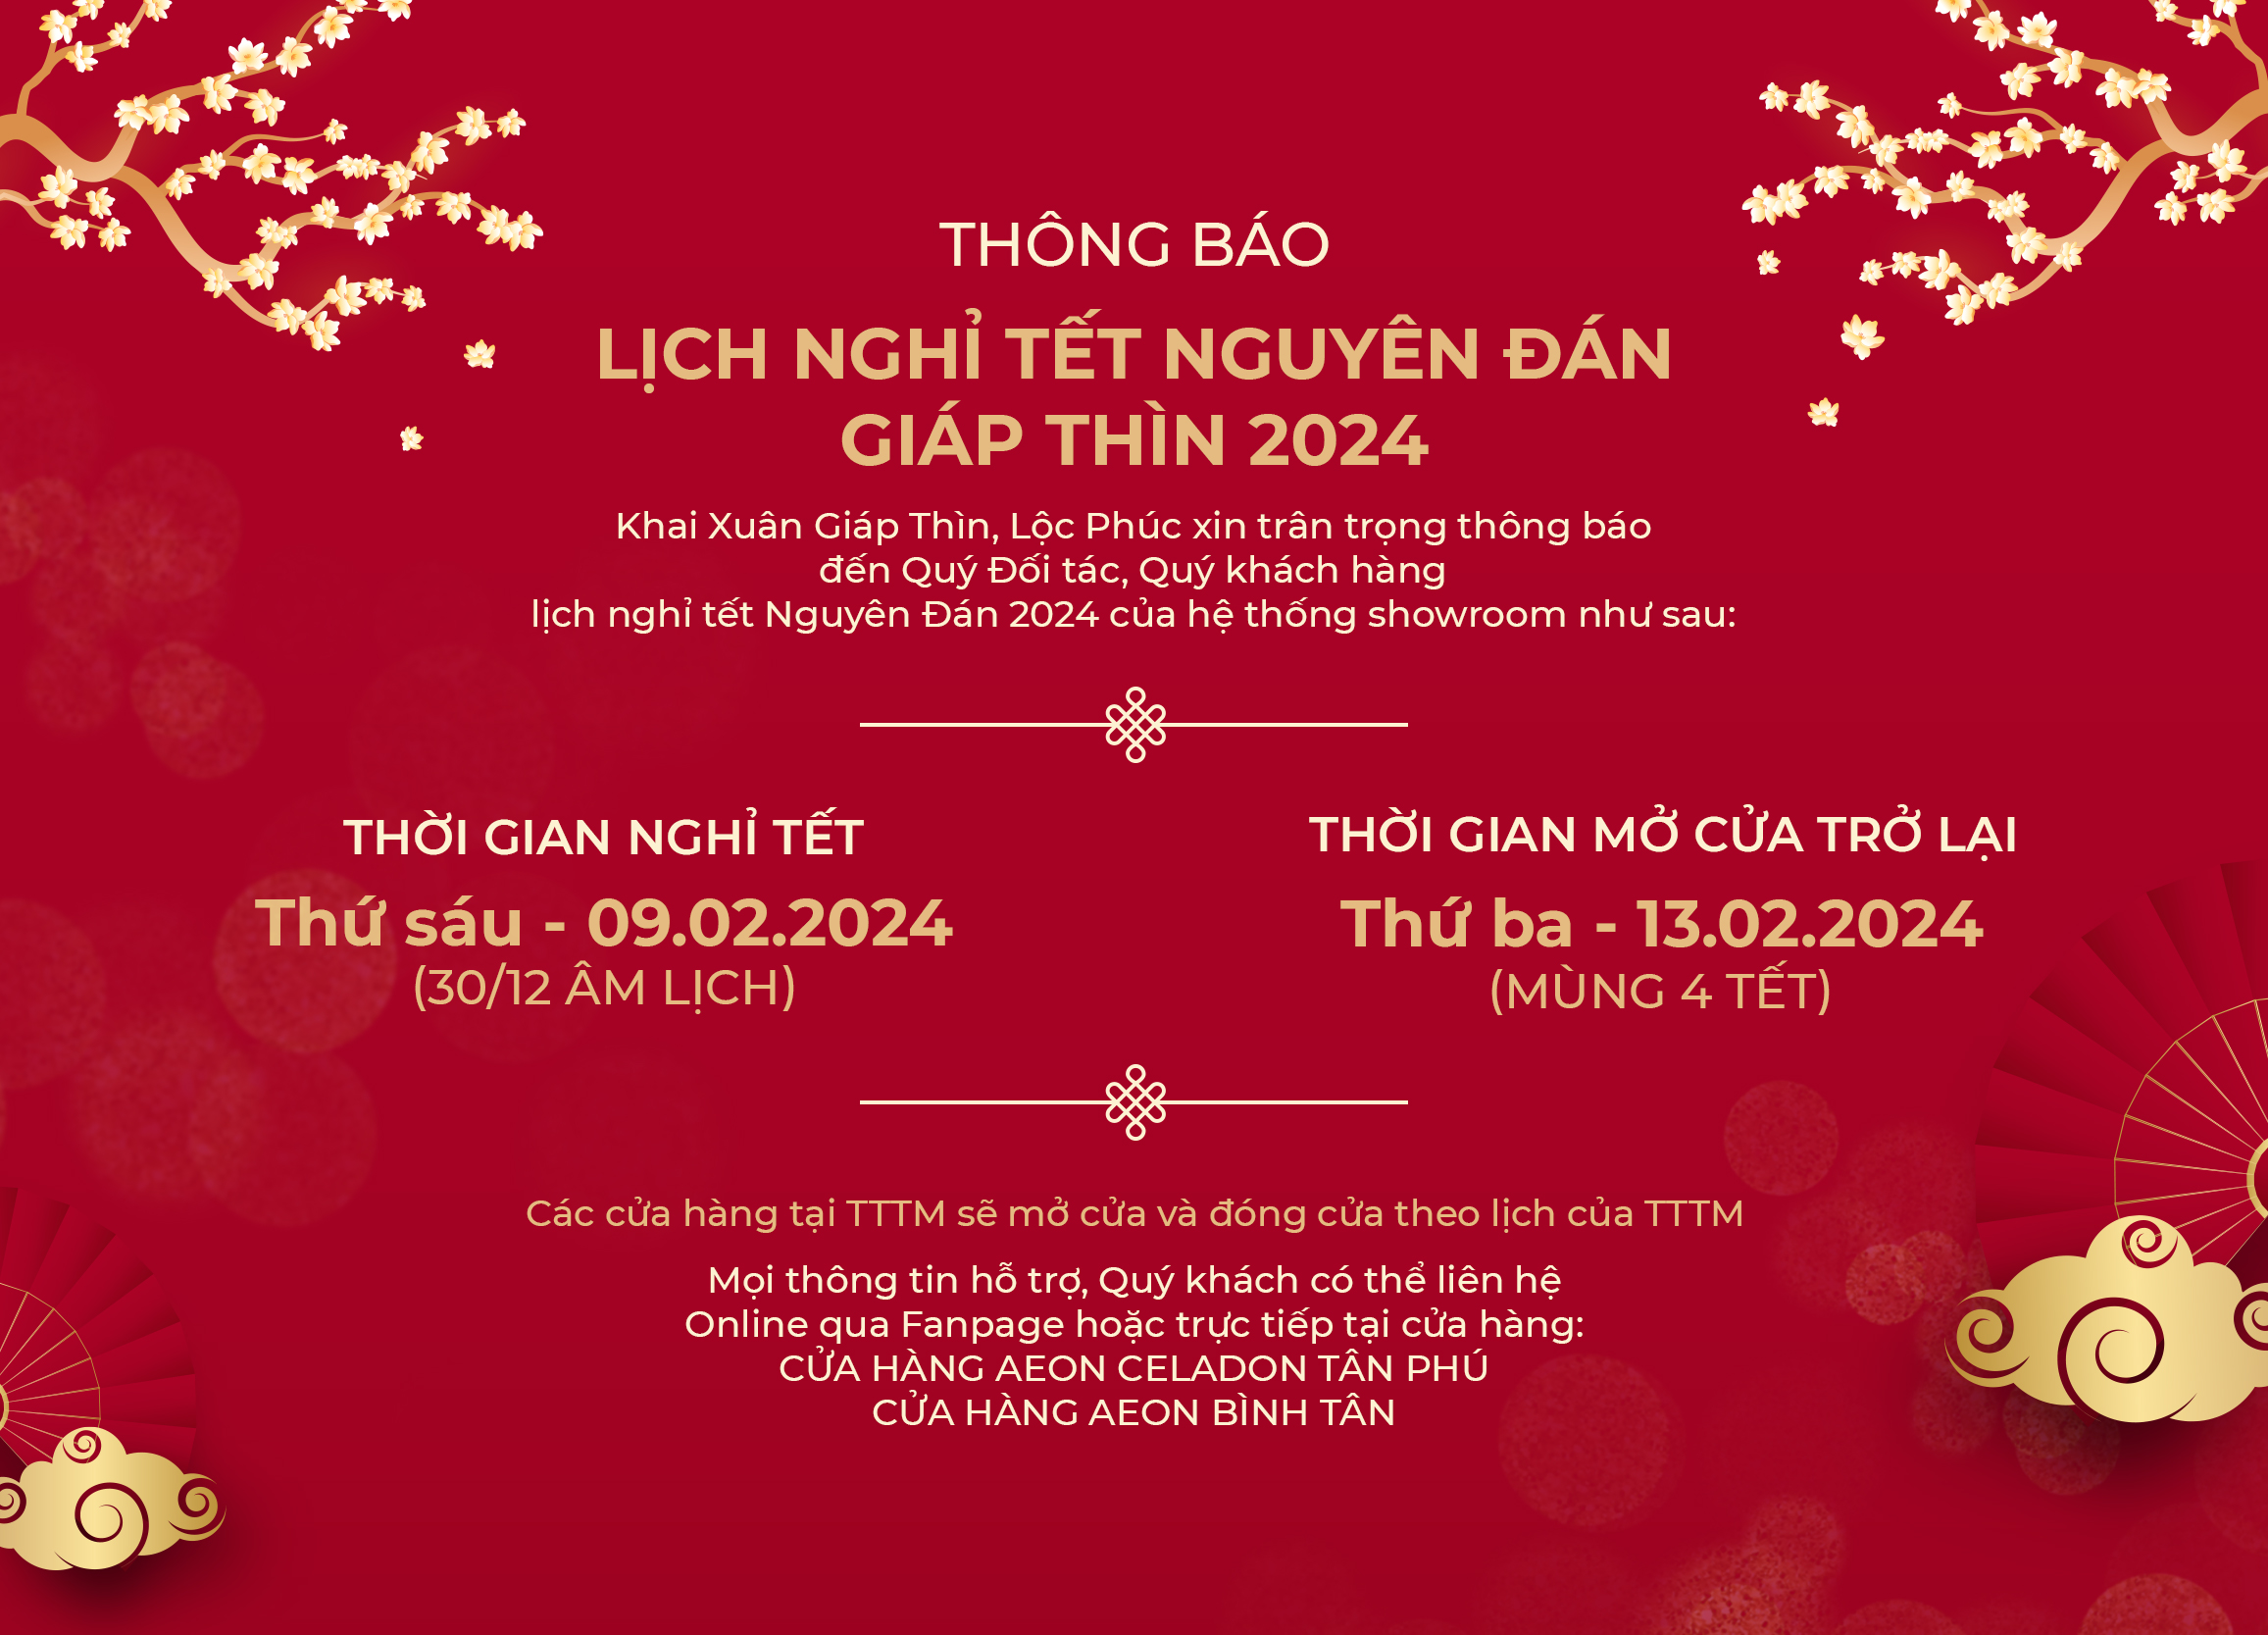 THÔNG BÁO
LỊCH NGHỈ TẾT NGUYÊN ĐÁN
GIÁP THÌN 2024
Khai Xuân Giáp Thìn, Lộc Phúc xin trân trọng thông báo
đến Quý Đối tác, Quý khách hàng
lịch nghỉ tết Nguyên Đán 2024 của hệ thống showroom như sau:
THỜI GIAN NGHỈ TẾT
Thứ sáu - 09.02.2024
(30/12 ÂM LỊCH)
THỜI GIAN MỞ CỬA TRỞ LẠI
Thứ ba - 13.02.2024
(MÙNG 4 TẾT)
Các cửa hàng tại TTTM sẽ mở cửa và đóng cửa theo lịch của TTTM
Mọi thông tin hỗ trợ, Quý khách có thể liên hệ
Online qua Fanpage hoặc trực tiếp tại cửa hàng:
CỬA HÀNG AEON CELADON TÂN PHÚ
CỬA HÀNG AEON BÌNH TÂN